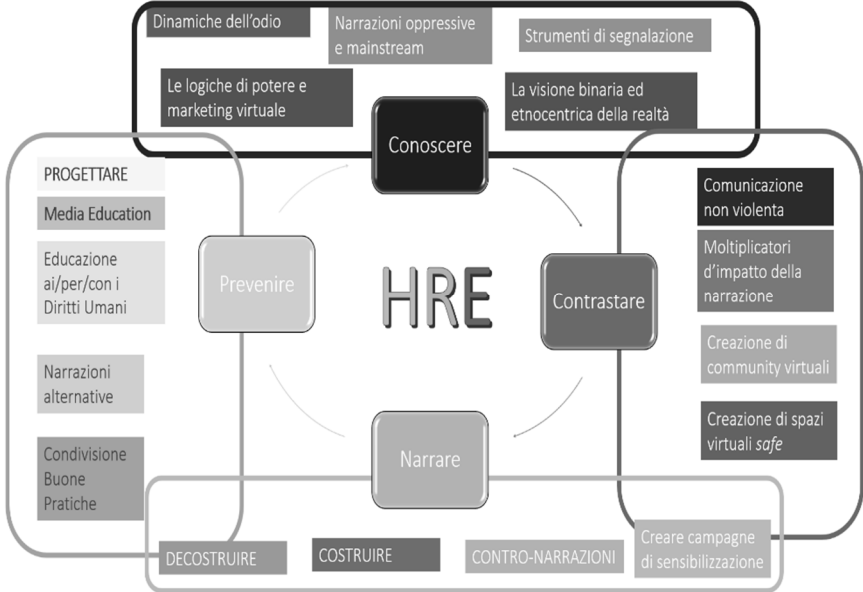 Dinamiche dell'odio
Narrazioni oppressive
e mainstream
Strumenti di segnalazione
Le logiche di potere e
marketing virtuale
La visione binaria ed
etnocentrica della realtà
Conoscere
PROGETTARE
Media Education
Educazione
ai/per/con i
Diritti Umani
Narrazioni
alternative
Condivisione
Buone
Pratiche
Prevenire
HRE
Contrastare
Comunicazione
non violenta
Moltiplicatori
d'impatto della
narrazione
Creazione di
community virtuali
Creazione di spazi
virtuali safe
Narrare
DECOSTRUIRE
COSTRUIRE
CONTRO-NARRAZIONI
Creare campagne
di sensibilizzazione